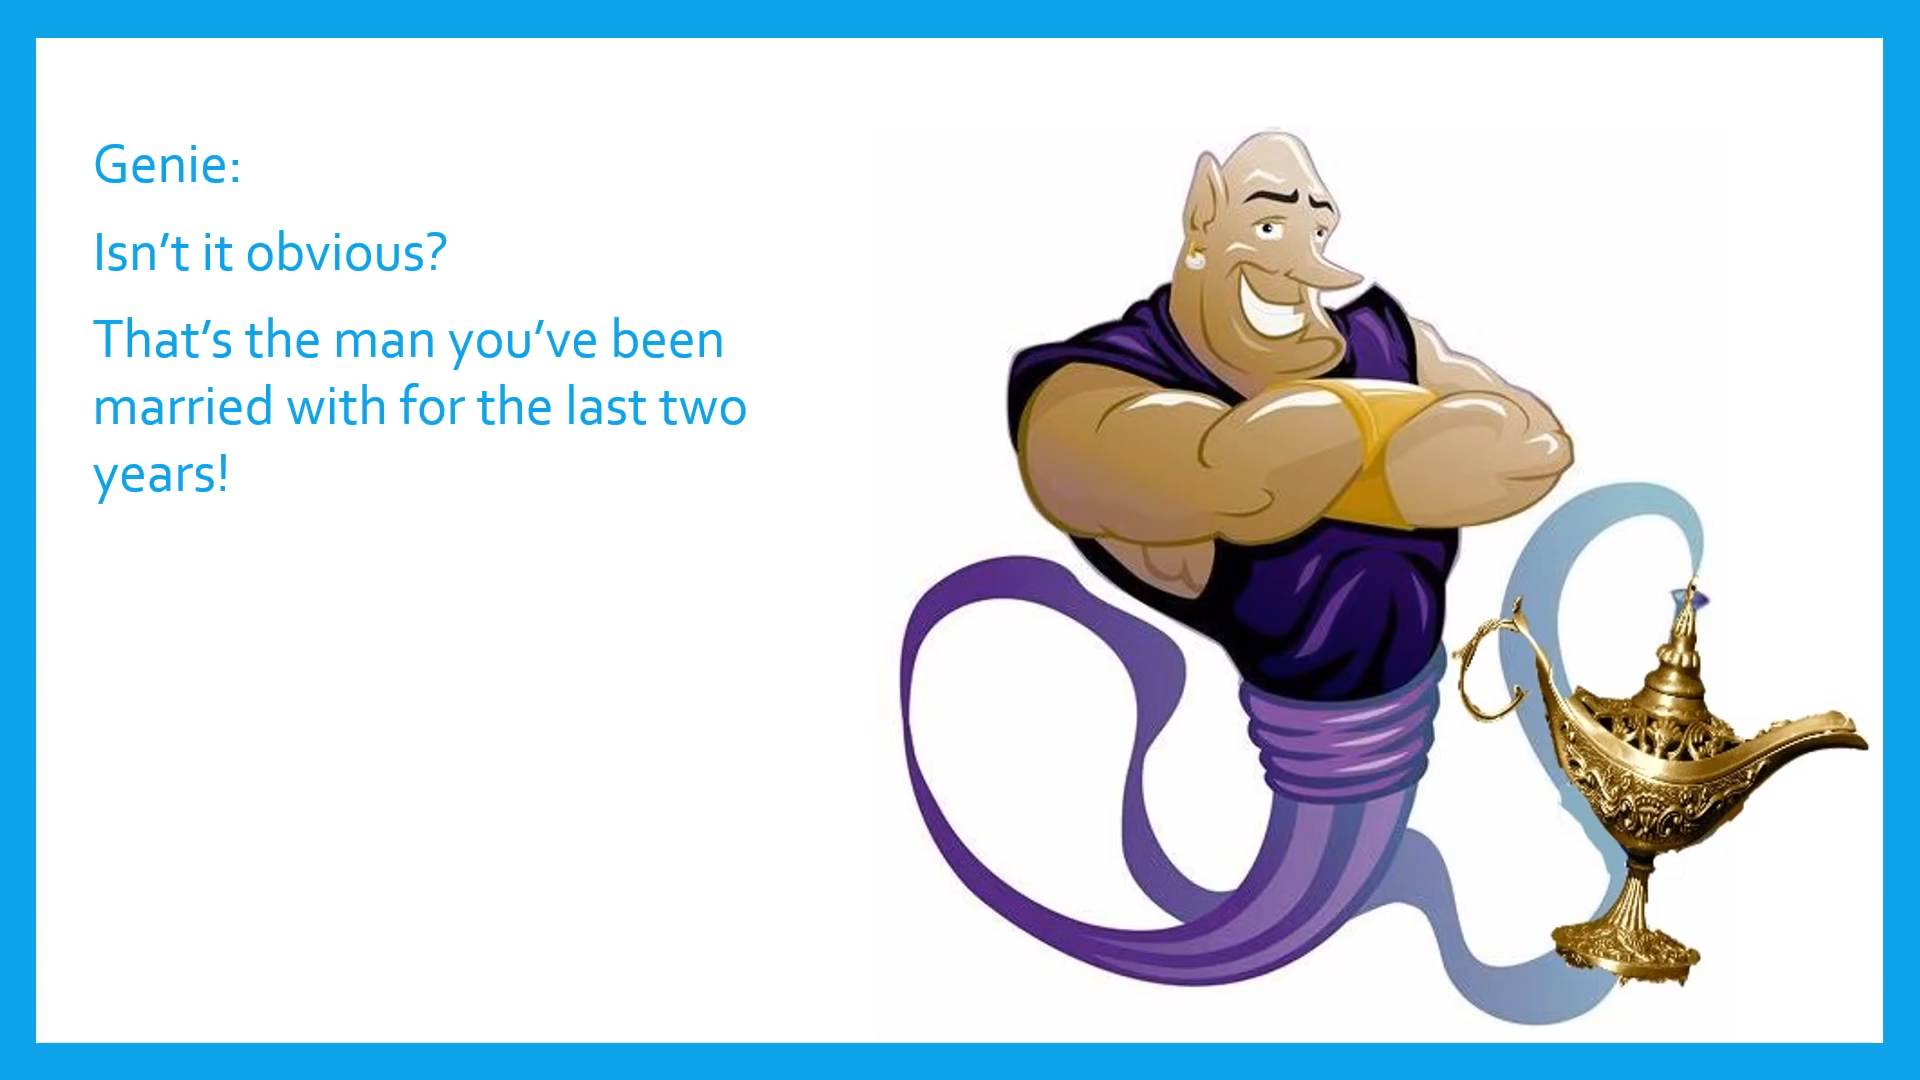 Genie:
Isn’t it obvious?
That’s the man you’ve been
married with for the last two
years!